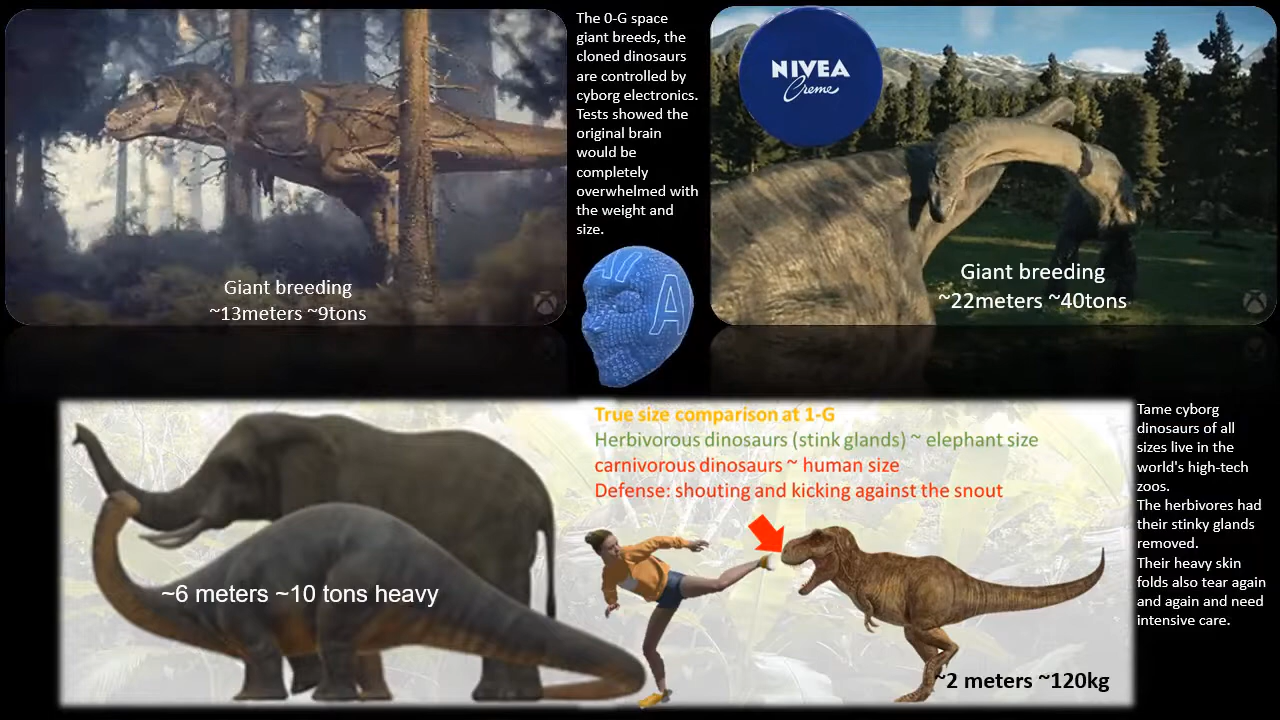 The 0-G space
giant breeds, the
cloned dinosaurs
are controlled by
cyborg electronics.
Tests showed the
original brain
would be
completely
overwhelmed with
the weight and
size.
NIVEA
Creme
Giant breeding
~13meters ~9tons
Giant breeding
~22meters ~40tons
A
True size comparison at 1-G
Herbivorous dinosaurs (stink glands) ~ elephant size
carnivorous dinosaurs ~ human size
Defense: shouting and kicking against the snout
~6 meters ~10 tons heavy
~2 meters ~120kg
Tame cyborg
dinosaurs of all
sizes live in the
world's high-tech
zoos.
The herbivores had
their stinky glands
removed.
Their heavy skin
folds also tear again
and again and need
intensive care.